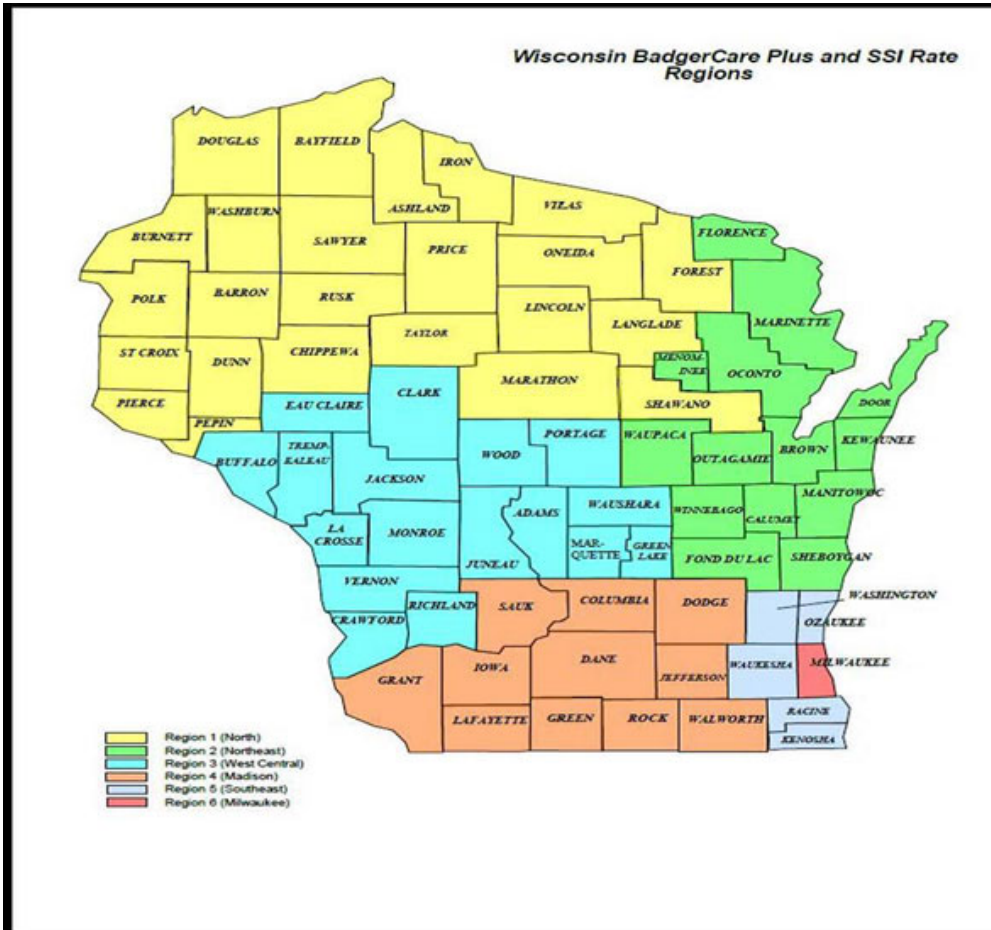 Wisconsin BadgerCare Plus and SSI Rate
Regions
DOUGLAS
BAYFIELD
IRON
ASHLAND
VILAS
WASHBURN
BURNETT
SAWYER
PRICE
ONEIDA
FLORENCE
FOREST
POLK
BARRON
RUSK
LINCOLN
LANGLADE
MARINETTE
TAYLOR
ST CROIX
DUNN
CHIPPEWA
MENOM-
INEE
OCONTO
MARATHON
CLARK
PIERCE
EAU CLAIRE
SHAWANO
DOOR
PEPIN
PORTAGE
WAUPACA
KEWAUNEE
BUFFALO
TREMP-
EALEAU
WOOD
OUTAGAMIE
BROWN
JACKSON
MANITOWOC
WAUSHARA
WINNEBAGO
CALUMET
ADAMS
LA
CROSSE
MONROE
MAR-
QUETTE
GREEN
LAKE
JUNEAU
FOND DU LAC
SHEBOYGAN
VERNON
RICHLAND
SAUK
COLUMBIA
DODGE
WASHINGTON
OZAUKEE
CRAWFORD
GRANT
IOWA
DANE
JEFFERSON
WAUKESHA
MILWAUKEE
LAFAYETTE
GREEN
ROCK
WALWORTH
RACINE
KENOSHA
Region 1 (North)
Region 2 (Northeast)
Region 3 (West Central)
Region 4 (Madison)
Region 5 (Southeast)
Region 6 (Milwaukee)